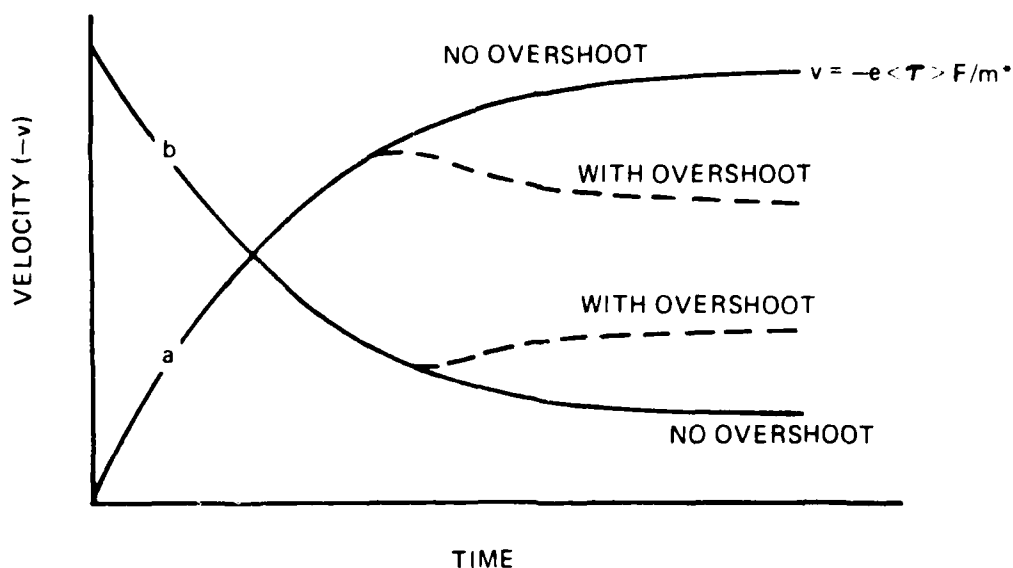 NO OVERSHOOT
v = −e<τ> F/m*
WITH OVERSHOOT
WITH OVERSHOOT
NO OVERSHOOT
b
a
VELOCITY (−v)
TIME